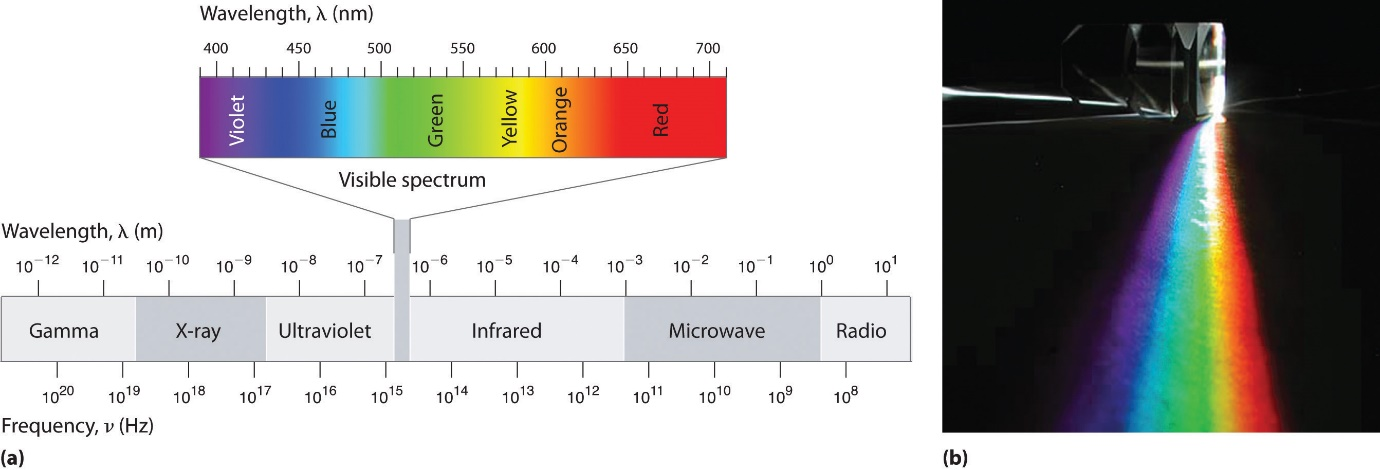 Wavelength, λ (nm)
400 450 500 550 600 650 700
Violet Blue Green Yellow Orange Red
Visible spectrum
Wavelength, λ (m)
10⁻¹² 10⁻¹¹ 10⁻¹⁰ 10⁻⁹ 10⁻⁸ 10⁻⁷ 10⁻⁶ 10⁻⁵ 10⁻⁴ 10⁻³ 10⁻² 10⁻¹ 10⁰ 10¹
Gamma X-ray Ultraviolet Infrared Microwave Radio
10²⁰ 10¹⁹ 10¹⁸ 10¹⁷ 10¹⁶ 10¹⁵ 10¹⁴ 10¹³ 10¹² 10¹¹ 10¹⁰ 10⁹ 10⁸
Frequency, ν (Hz)
(a) (b)